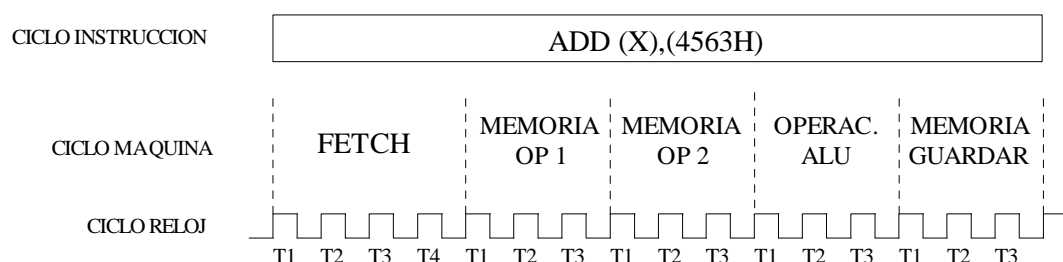 CICLO INSTRUCCION
ADD (X),(4563H)
CICLO MAQUINA
FETCH
MEMORIA
OP 1
MEMORIA
OP 2
OPERAC.
ALU
MEMORIA
GUARDAR
CICLO RELOJ
T1 T2 T3 T4 T1 T2 T3 T1 T2 T3 T1 T2 T3 T1 T2 T3